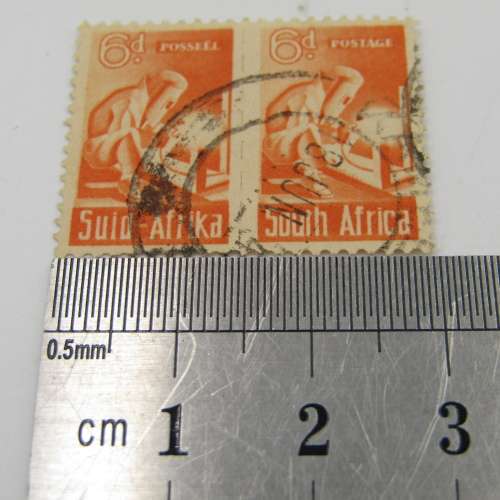 6d POSSEËL 6d POSTAGE
Suid-Afrika South Africa
0.5mm
cm 1 2 3